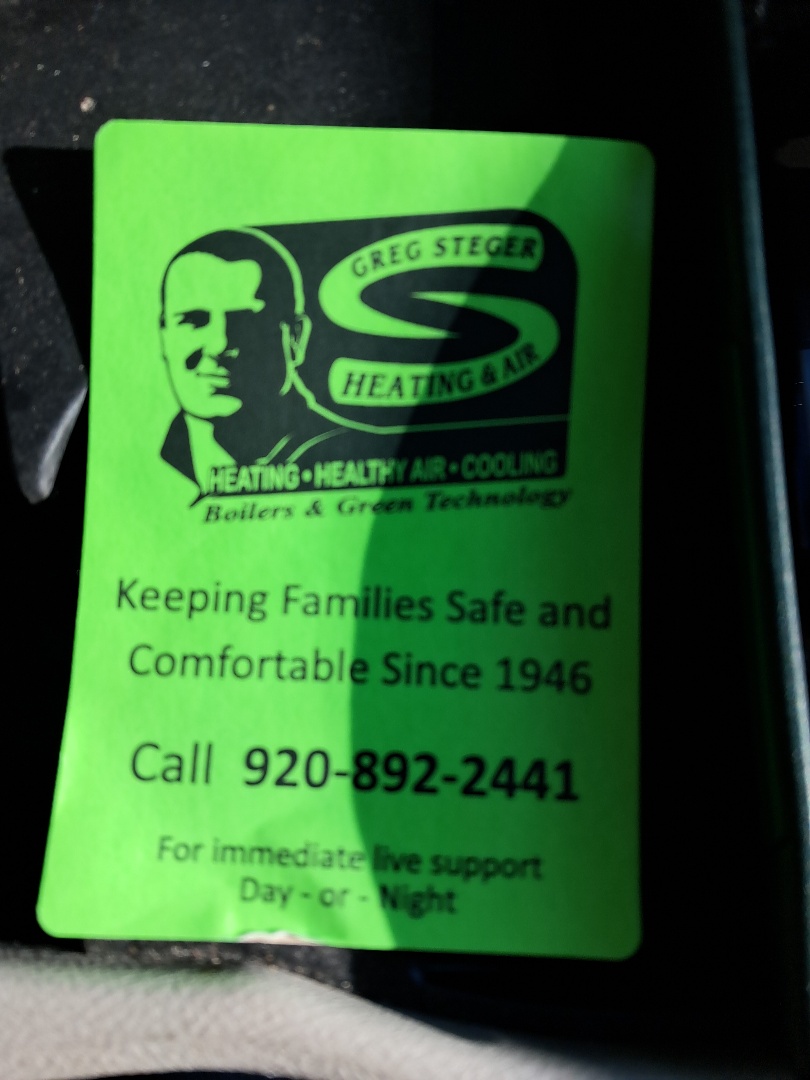 GREG STEGER
HEATING & AIR
HEATING • HEALTHY AIR • COOLING
Boilers & Green Technology
Keeping Families Safe and
Comfortable Since 1946
Call 920-892-2441
For immediate live support
Day - or - Night